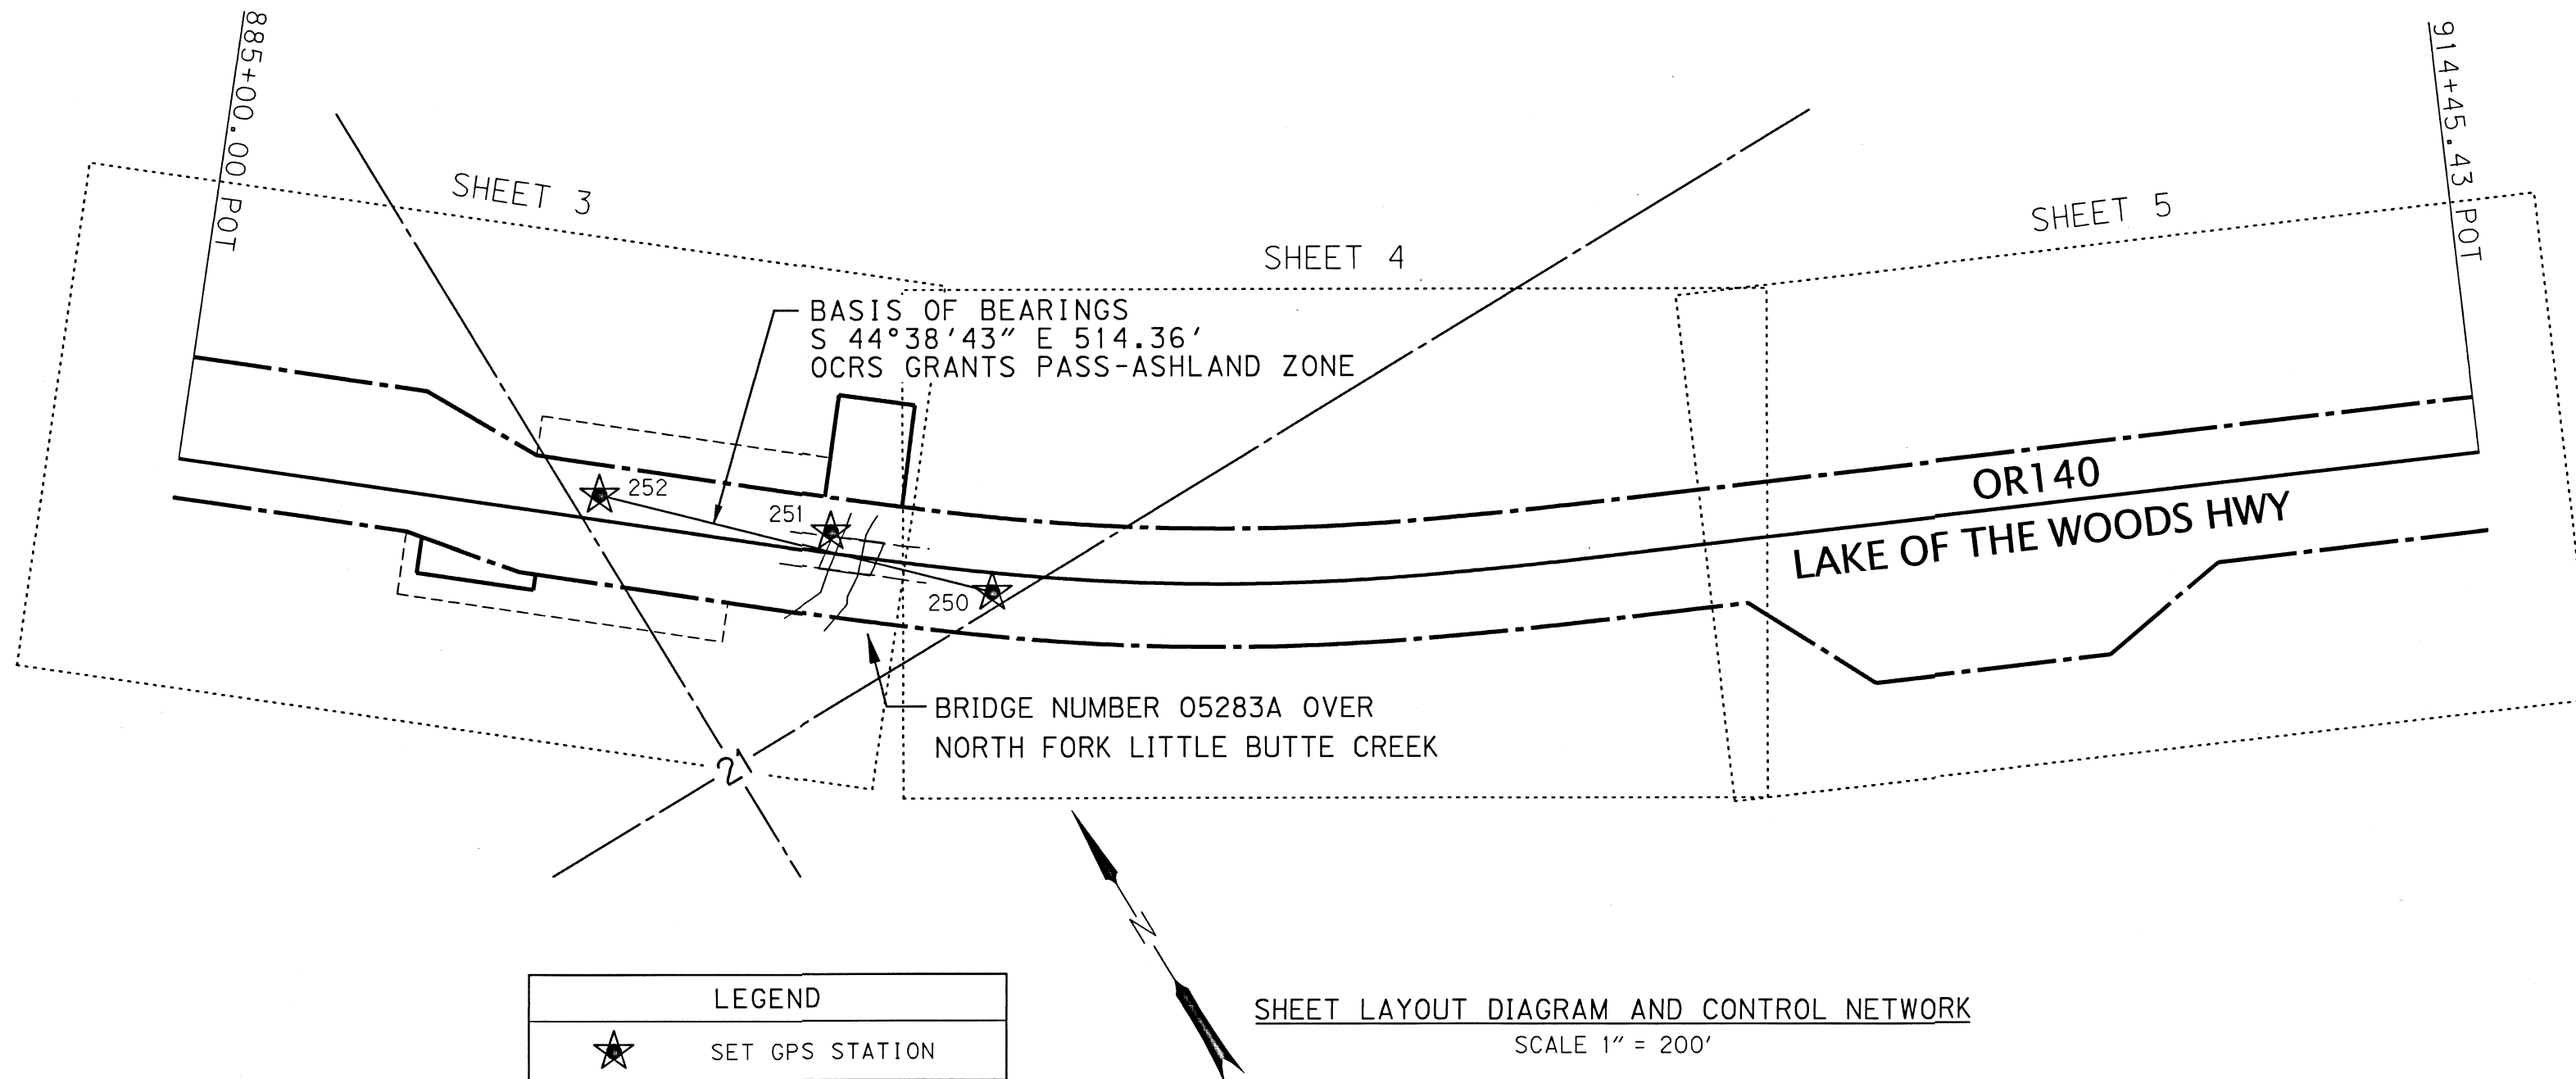 885+00.00 POT
914+45.43 POT
SHEET 3
SHEET 4
SHEET 5
BASIS OF BEARINGS
S 44°38'43" E 514.36'
OCRS GRANTS PASS-ASHLAND ZONE
252
251
250
OR140
LAKE OF THE WOODS HWY
BRIDGE NUMBER 05283A OVER
NORTH FORK LITTLE BUTTE CREEK
21
N
LEGEND
SET GPS STATION
SHEET LAYOUT DIAGRAM AND CONTROL NETWORK
SCALE 1" = 200'